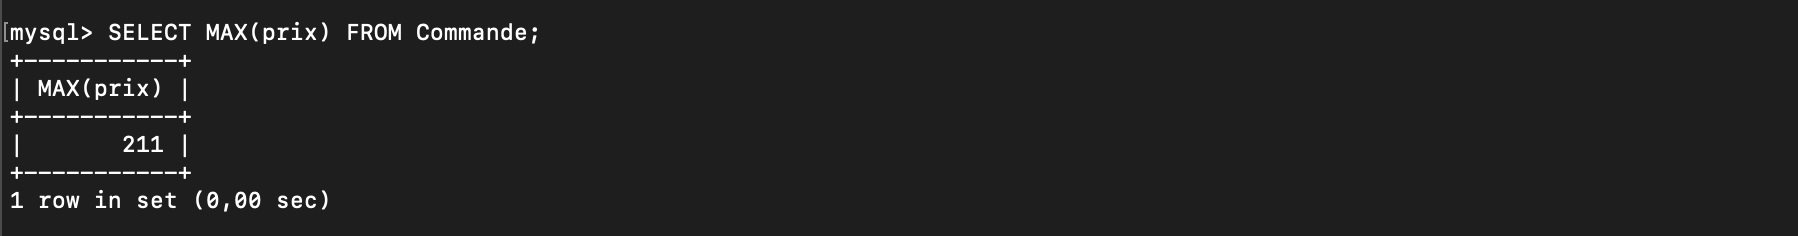 [mysql> SELECT MAX(prix) FROM Commande;
+-----------+
| MAX(prix) |
+-----------+
|       211 |
+-----------+
1 row in set (0,00 sec)